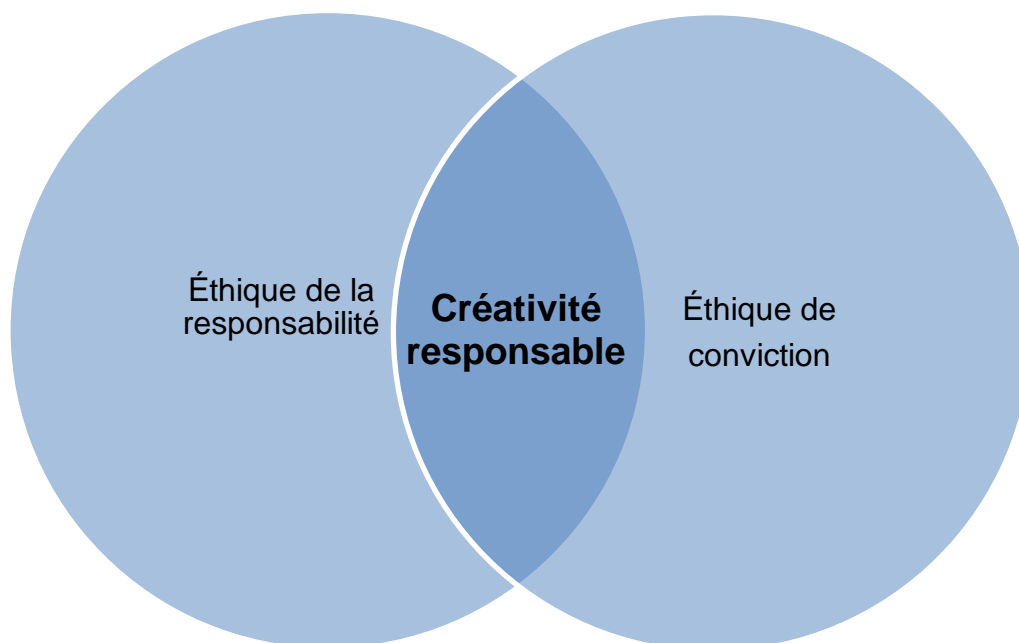 Éthique de la
responsabilité
Créativité
responsable
Éthique de
conviction